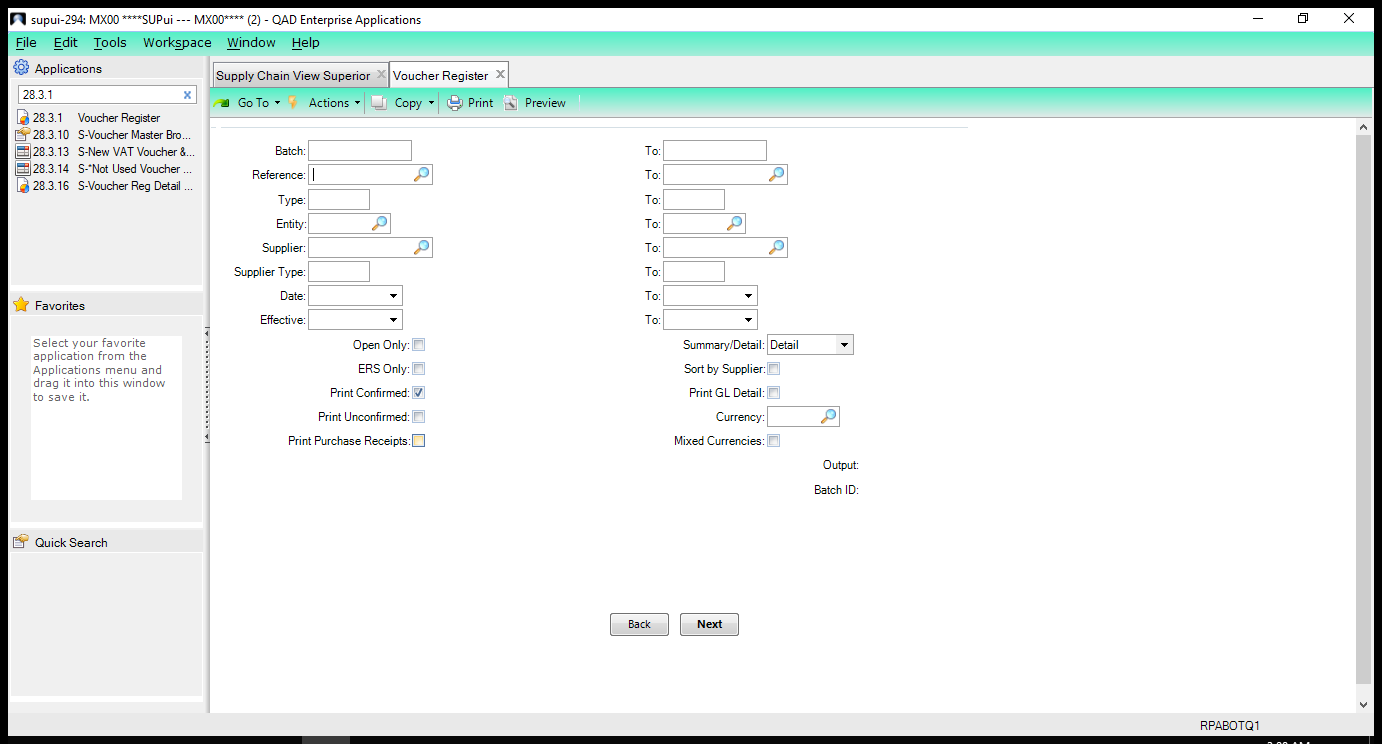 supui-294: MX00 ****SUPui --- MX00**** (2) - QAD Enterprise Applications
File Edit Tools Workspace Window Help
Applications
28.3.1
28.3.1 Voucher Register
28.3.10 S-Voucher Master Bro...
28.3.13 S-New VAT Voucher &...
28.3.14 S-*Not Used Voucher ...
28.3.16 S-Voucher Reg Detail ...
Favorites
Select your favorite
application from the
Applications menu and
drag it into this window
to save it.
Quick Search
Supply Chain View Superior Voucher Register
Go To Actions Copy Print Preview
Batch: To:
Reference: To:
Type: To:
Entity: To:
Supplier: To:
Supplier Type: To:
Date: To:
Effective: To:
Open Only: Summary/Detail: Detail
ERS Only: Sort by Supplier:
Print Confirmed: Print GL Detail:
Print Unconfirmed: Currency:
Print Purchase Receipts: Mixed Currencies:
Output:
Batch ID:
Back Next
RPABOTQ1